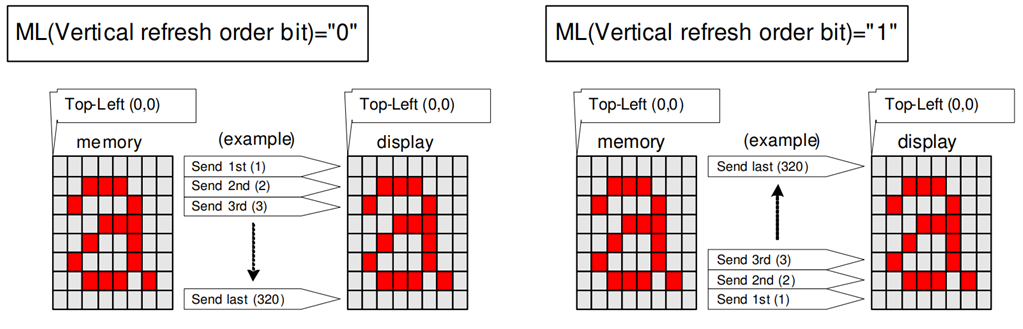 ML(Vertical refresh order bit)="0"
Top-Left (0,0)
Top-Left (0,0)
memory
(example)
display
Send 1st (1)
Send 2nd (2)
Send 3rd (3)
Send last (320)
ML(Vertical refresh order bit)="1"
Top-Left (0,0)
Top-Left (0,0)
memory
(example)
display
Send last (320)
Send 3rd (3)
Send 2nd (2)
Send 1st (1)